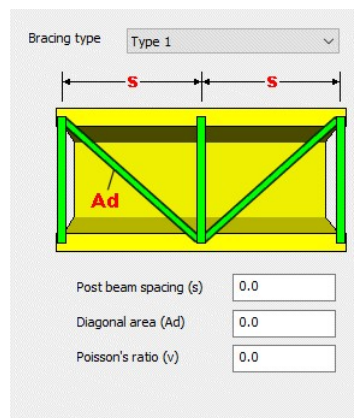 Bracing type Type 1
S S
Ad
Post beam spacing (s) 0.0
Diagonal area (Ad) 0.0
Poisson's ratio (v) 0.0